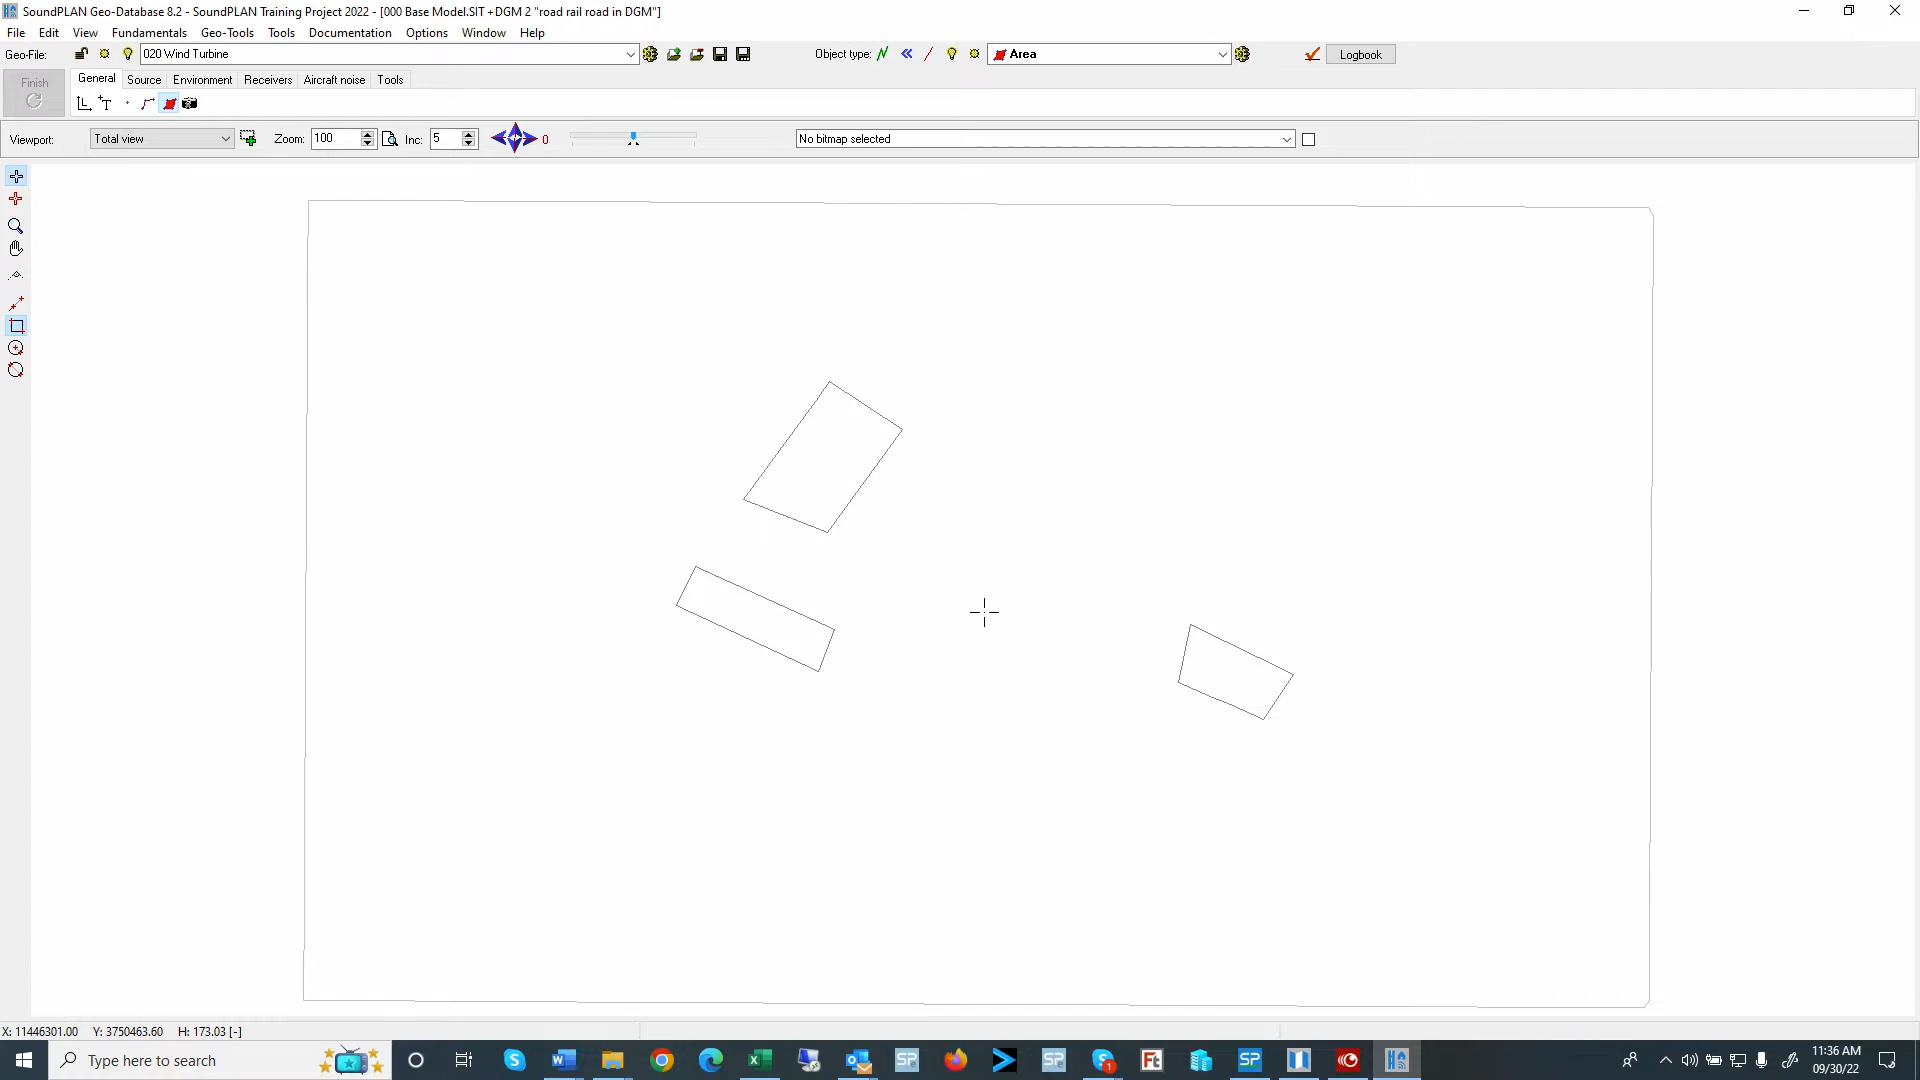 SoundPLAN Geo-Database 8.2 - SoundPLAN Training Project 2022 - [000 Base Model.SIT +DGM 2 "road rail road in DGM"]
File Edit View Fundamentals Geo-Tools Tools Documentation Options Window Help
Geo-File: 020 Wind Turbine Object type: Area Logbook
Finish General Source Environment Receivers Aircraft noise Tools
Viewport: Total view Zoom: 100 Inc: 5 0 No bitmap selected
X: 11446301.00 Y: 3750463.60 H: 173.03 [-]
Type here to search
11:36 AM
09/30/22